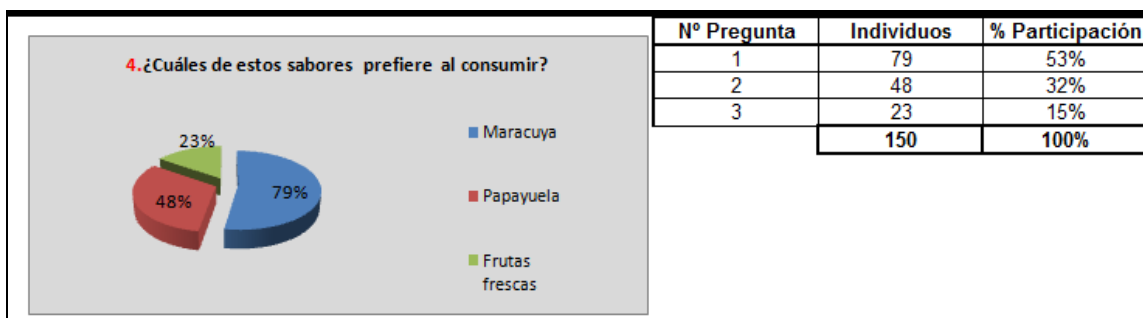 4.¿Cuáles de estos sabores prefiere al consumir?
23%
79%
48%
Maracuya
Papayuela
Frutas
frescas
Nº Pregunta Individuos % Participación
1 79 53%
2 48 32%
3 23 15%
150 100%